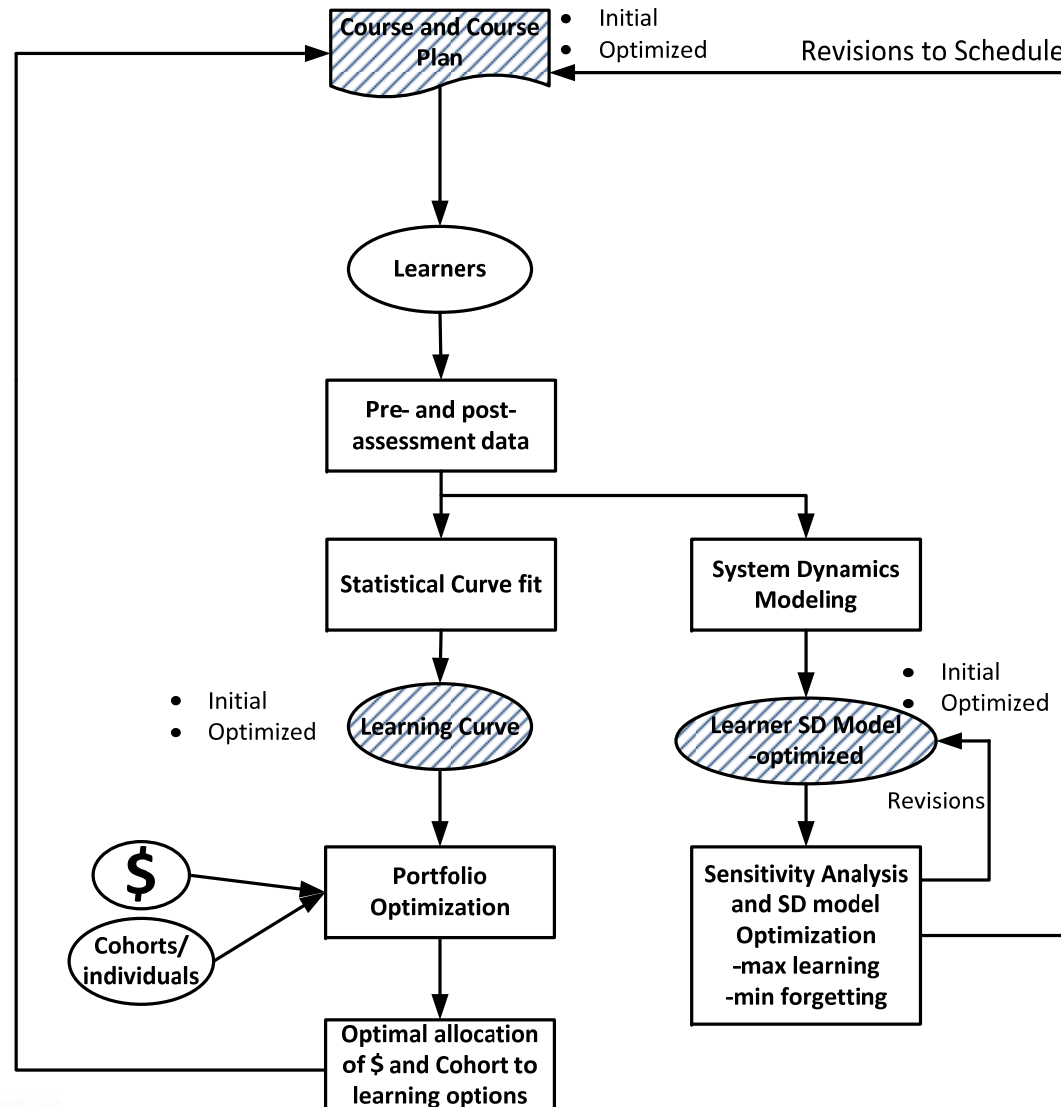 Course and Course
Plan
• Initial
• Optimized
Revisions to Schedule
Learners
Pre- and post-
assessment data
Statistical Curve fit
System Dynamics
Modeling
• Initial
• Optimized
Learning Curve
• Initial
• Optimized
Learner SD Model
-optimized
Revisions
$
Cohorts/
individuals
Portfolio
Optimization
Sensitivity Analysis
and SD model
Optimization
-max learning
-min forgetting
Optimal allocation
of $ and Cohort to
learning options